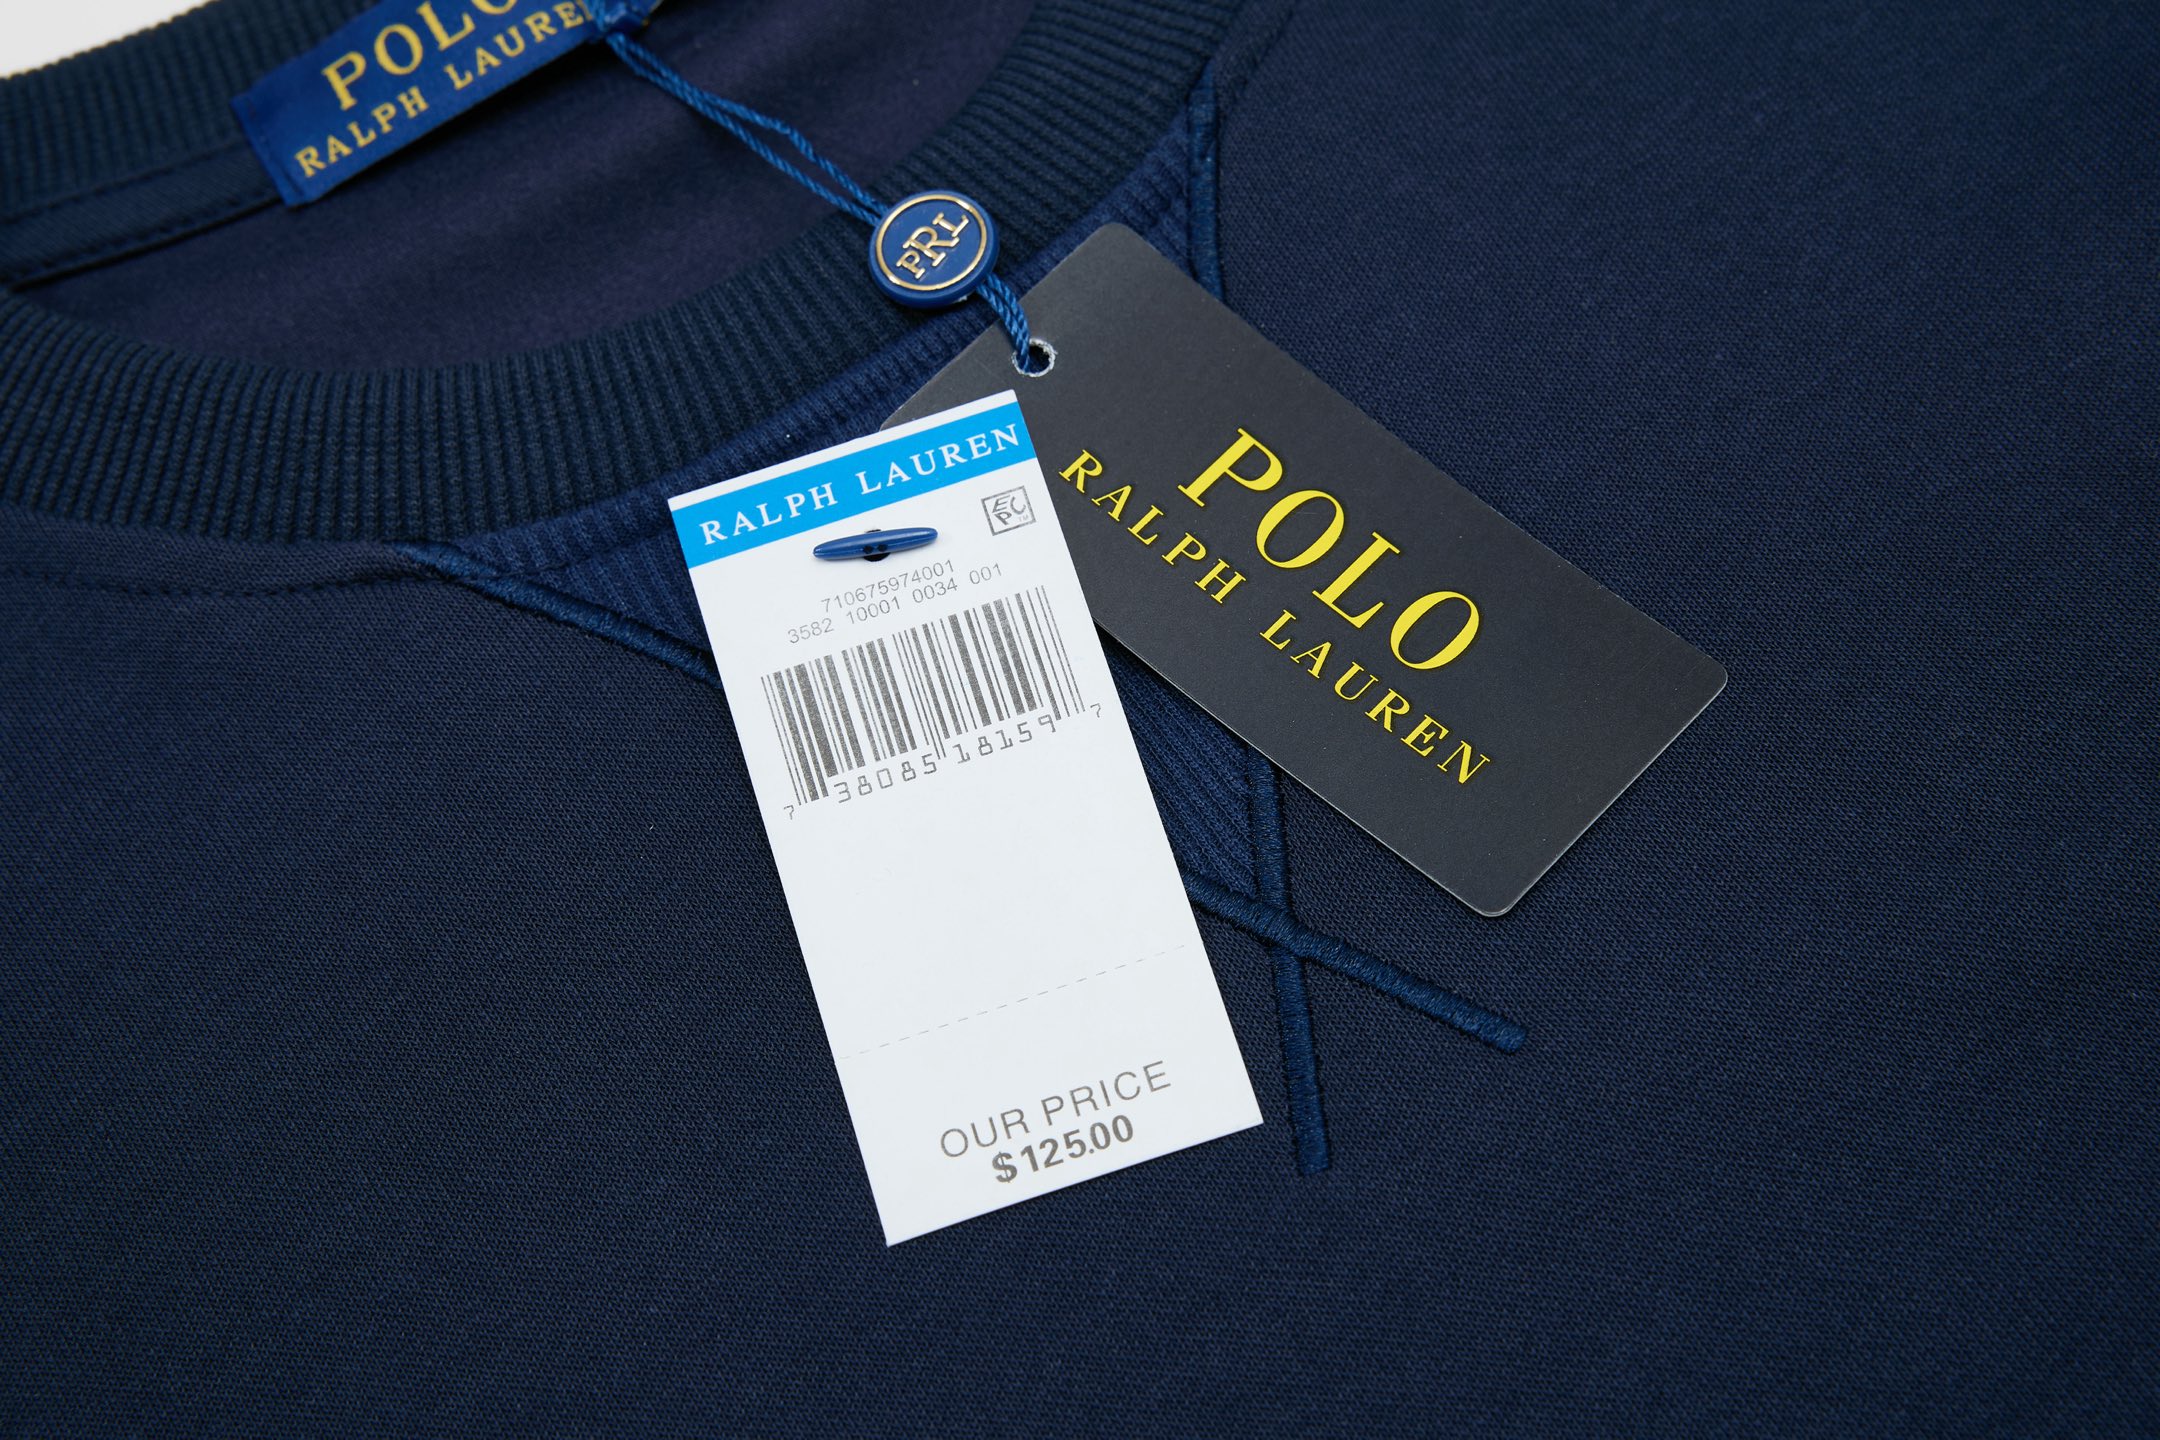 POLO
RALPH LAUREN
PRL
POLO
RALPH LAUREN
RALPH LAUREN
EPC™
710675974001
3582 10001 0034 001
7 38085 18159 7
OUR PRICE
$125.00